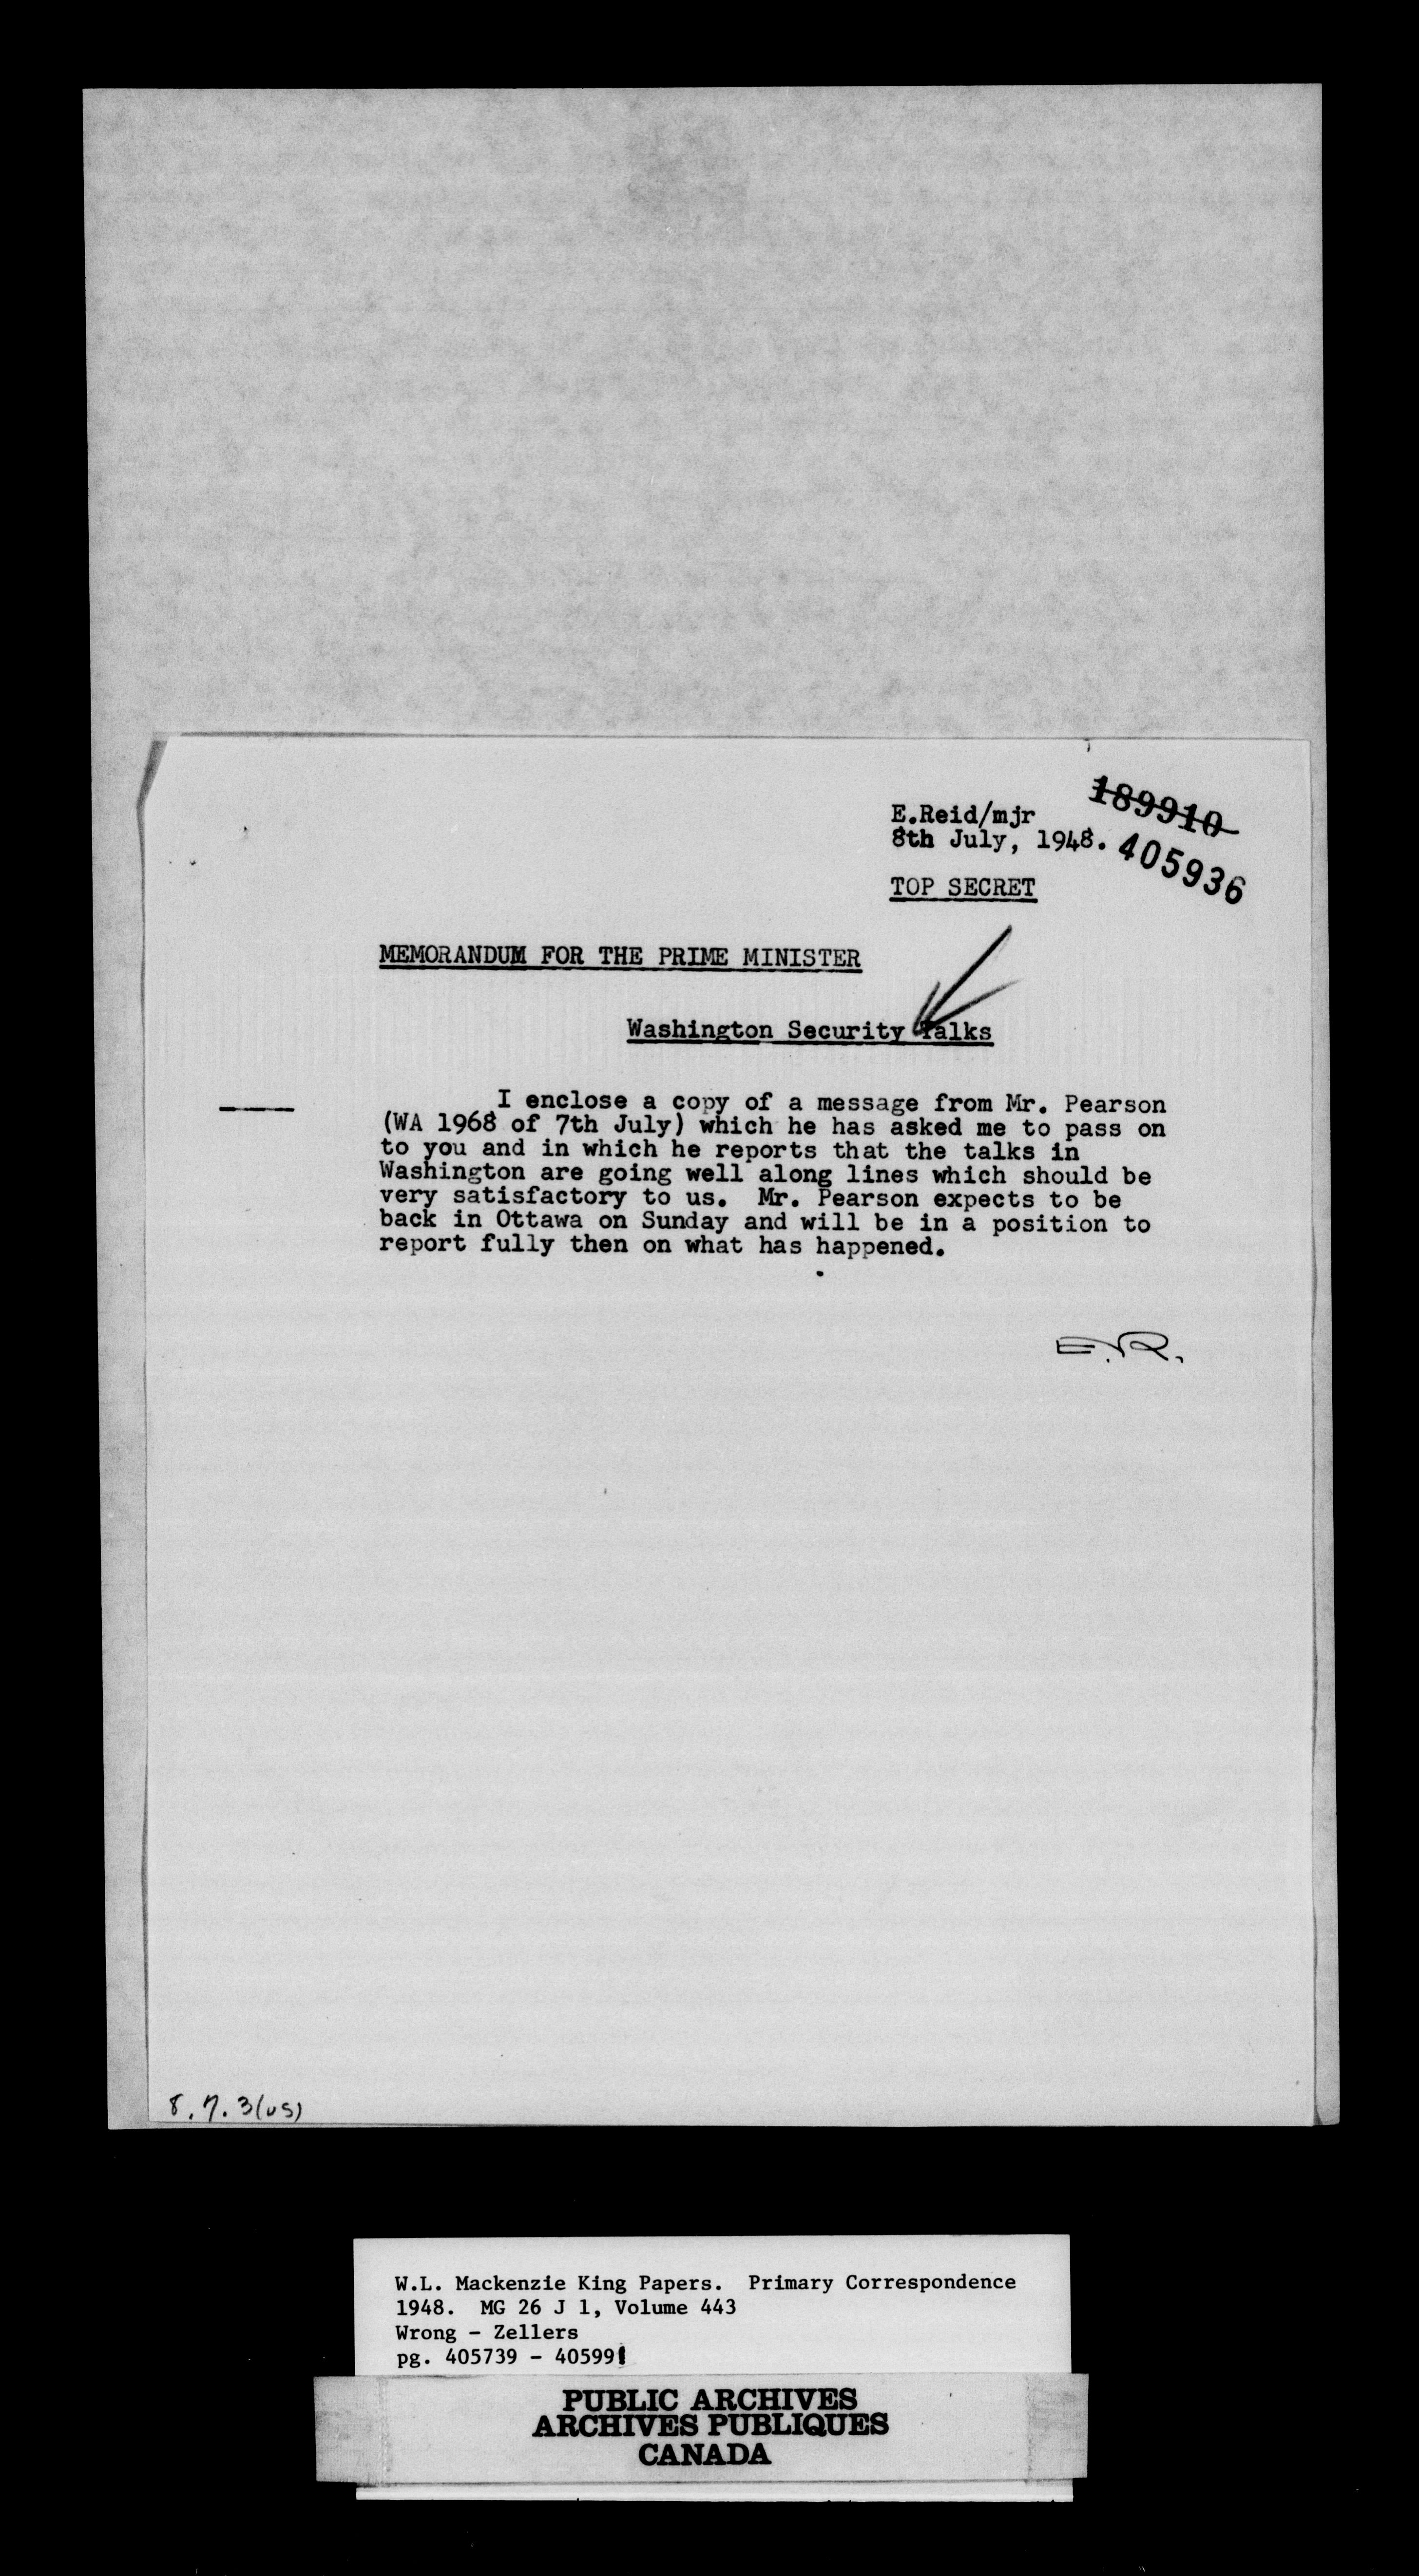 189910
E.Reid/mjr
8th July, 1948.
405936
TOP SECRET
MEMORANDUM FOR THE PRIME MINISTER
Washington Security Talks
I enclose a copy of a message from Mr. Pearson
(WA 1968 of 7th July) which he has asked me to pass on
to you and in which he reports that the talks in
Washington are going well along lines which should be
very satisfactory to us. Mr. Pearson expects to be
back in Ottawa on Sunday and will be in a position to
report fully then on what has happened.
E.R.
8.7.3(us)
W.L. Mackenzie King Papers. Primary Correspondence
1948. MG 26 J 1, Volume 443
Wrong - Zellers
pg. 405739 - 405991
PUBLIC ARCHIVES
ARCHIVES PUBLIQUES
CANADA